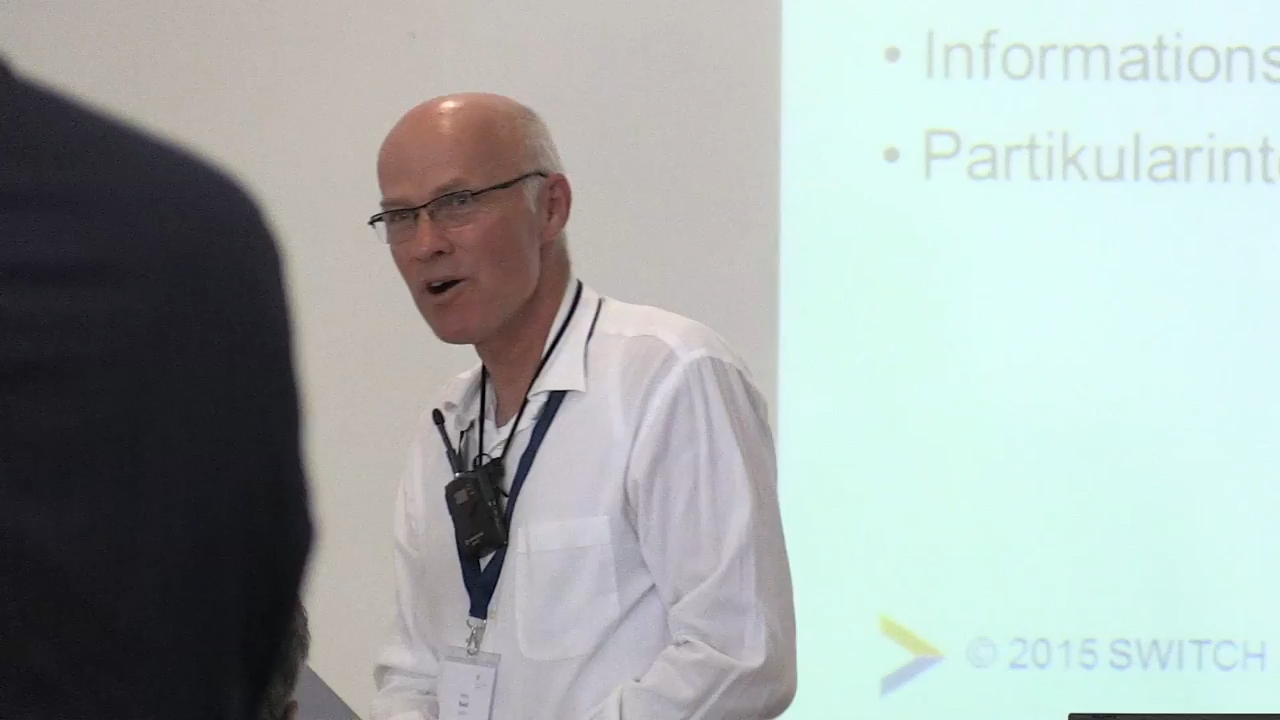 • Informations
• Partikularint
© 2015 SWITCH